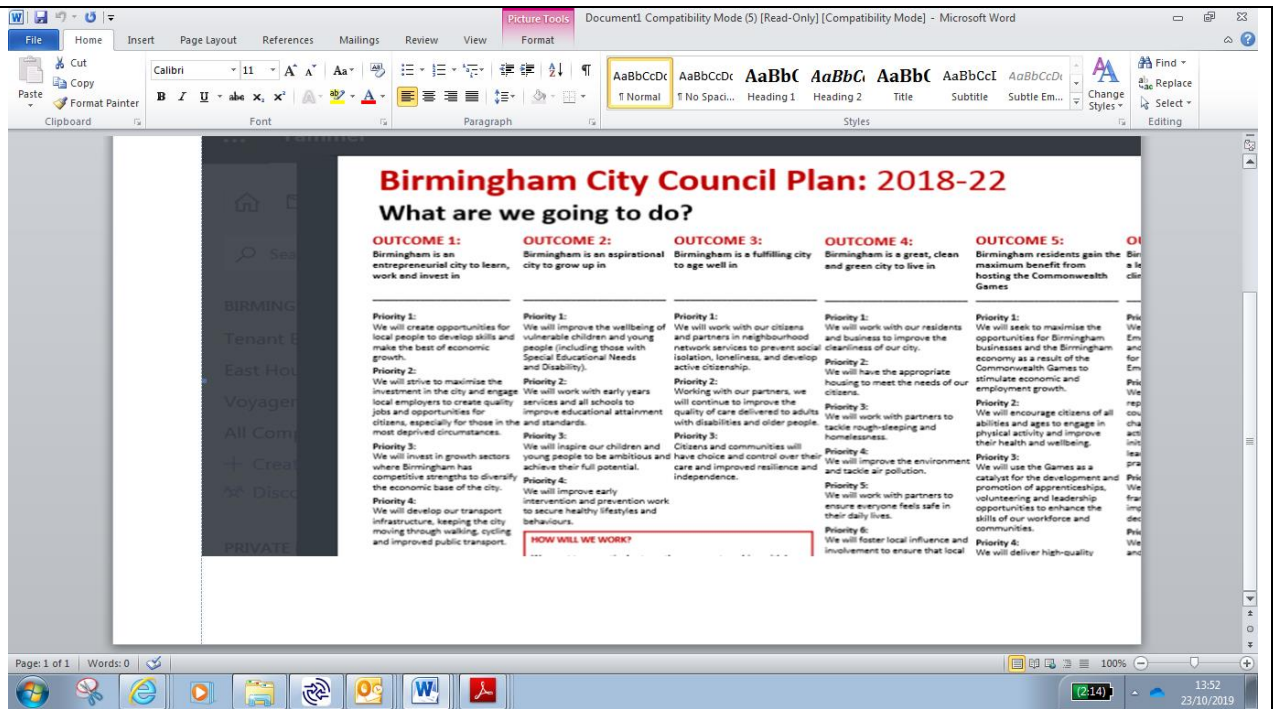 Picture Tools
Document1 Compatibility Mode (5) [Read-Only] [Compatibility Mode] - Microsoft Word
File Home Insert Page Layout References Mailings Review View Format
Cut
Copy
Format Painter
Paste
Clipboard
Calibri 11
Font
Paragraph
AaBbCcDc AaBbCcDc AaBbC AaBbCc AaBbC AaBbCcI AaBbCcDc
¶ Normal ¶ No Spaci... Heading 1 Heading 2 Title Subtitle Subtle Em...
Change Styles
Styles
Find
Replace
Select
Editing
Yammer
Sea
BIRMING
Tenant E
East Hou
Voyager
All Comp
+ Creat
Disco
PRIVATE
Birmingham City Council Plan: 2018-22
What are we going to do?
OUTCOME 1:
Birmingham is an
entrepreneurial city to learn,
work and invest in
Priority 1:
We will create opportunities for
local people to develop skills and
make the best of economic
growth.
Priority 2:
We will strive to maximise the
investment in the city and engage
local employers to create quality
jobs and opportunities for
citizens, especially for those in the
most deprived circumstances.
Priority 3:
We will invest in growth sectors
where Birmingham has
competitive strengths to diversify
the economic base of the city.
Priority 4:
We will develop our transport
infrastructure, keeping the city
moving through walking, cycling
and improved public transport.
OUTCOME 2:
Birmingham is an aspirational
city to grow up in
Priority 1:
We will improve the wellbeing of
vulnerable children and young
people (including those with
Special Educational Needs
and Disability).
Priority 2:
We will work with early years
services and all schools to
improve educational attainment
and standards.
Priority 3:
We will inspire our children and
young people to be ambitious and
achieve their full potential.
Priority 4:
We will improve early
intervention and prevention work
to secure healthy lifestyles and
behaviours.
HOW WILL WE WORK?
OUTCOME 3:
Birmingham is a fulfilling city
to age well in
Priority 1:
We will work with our citizens
and partners in neighbourhood
network services to prevent social
isolation, loneliness, and develop
active citizenship.
Priority 2:
Working with our partners, we
will continue to improve the
quality of care delivered to adults
with disabilities and older people.
Priority 3:
Citizens and communities will
have choice and control over their
care and improved resilience and
independence.
OUTCOME 4:
Birmingham is a great, clean
and green city to live in
Priority 1:
We will work with our residents
and business to improve the
cleanliness of our city.
Priority 2:
We will have the appropriate
housing to meet the needs of our
citizens.
Priority 3:
We will work with partners to
tackle rough-sleeping and
homelessness.
Priority 4:
We will improve the environment
and tackle air pollution.
Priority 5:
We will work with partners to
ensure everyone feels safe in
their daily lives.
Priority 6:
We will foster local influence and
involvement to ensure that local
OUTCOME 5:
Birmingham residents gain the
maximum benefit from
hosting the Commonwealth
Games
Priority 1:
We will seek to maximise the
opportunities for Birmingham
businesses and the Birmingham
economy as a result of the
Commonwealth Games to
stimulate economic and
employment growth.
Priority 2:
We will encourage citizens of all
abilities and ages to engage in
physical activity and improve
their health and wellbeing.
Priority 3:
We will use the Games as a
catalyst for the development and
promotion of apprenticeships,
volunteering and leadership
opportunities to enhance the
skills of our workforce and
communities.
Priority 4:
We will deliver high-quality
Page: 1 of 1 Words: 0
100%
(2:14)
13:52
23/10/2019